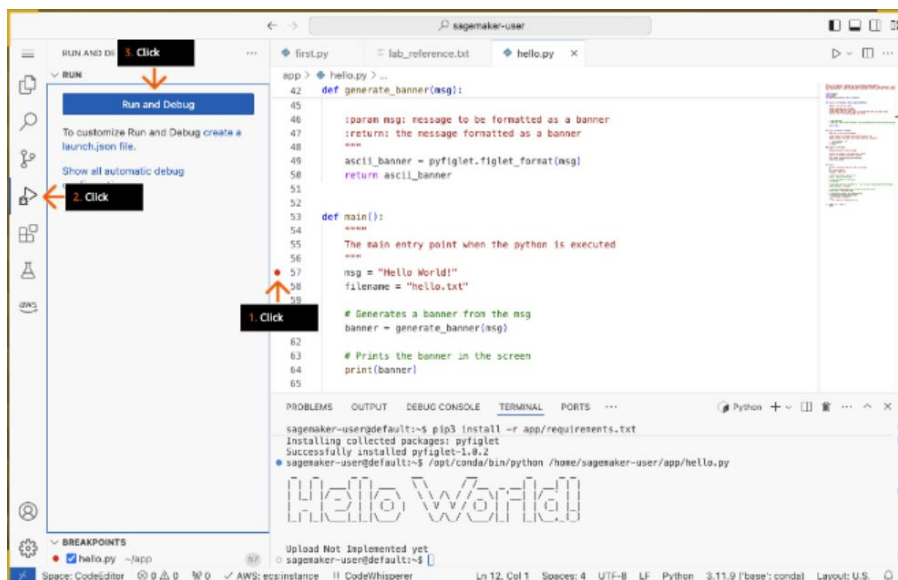 sagemaker-user
RUN AND DE
3. Click
first.py
lab_reference.txt
hello.py
RUN
Run and Debug
To customize Run and Debug create a
launch.json file.
Show all automatic debug
2. Click
aws
app > hello.py > ...
42 def generate_banner(msg):
45
46 :param msg: message to be formatted as a banner
47 :return: the message formatted as a banner
48 """
49 ascii_banner = pyfiglet.figlet_format(msg)
50 return ascii_banner
51
52
53 def main():
54 """
55 The main entry point when the python is executed
56 """
57 msg = "Hello World!"
58 filename = "hello.txt"
59
1. Click
# Generates a banner from the msg
banner = generate_banner(msg)
62
63 # Prints the banner in the screen
64 print(banner)
65
PROBLEMS OUTPUT DEBUG CONSOLE TERMINAL PORTS ... Python
sagemaker-user@default:~$ pip3 install -r app/requirements.txt
Installing collected packages: pyfiglet
Successfully installed pyfiglet-1.0.2
sagemaker-user@default:~$ /opt/conda/bin/python /home/sagemaker-user/app/hello.py
Hello World!
Upload Not Implemented yet
sagemaker-user@default:~$
BREAKPOINTS
hello.py ~/app 57
Space: CodeEditor 0 0 0 AWS: ec2instance CodeWhisperer Ln 12, Col 1 Spaces: 4 UTF-8 LF Python 3.11.9 ('base': conda) Layout: U.S.